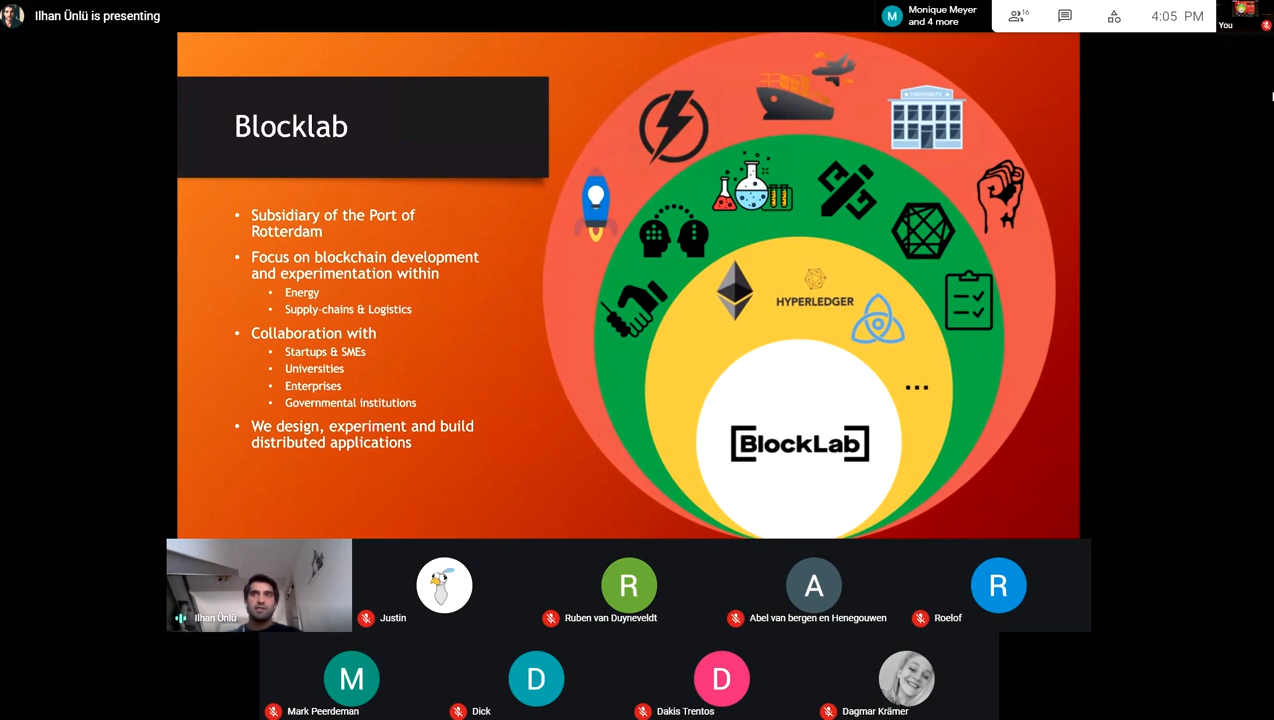 Ilhan Ünlü is presenting
M
Monique Meyer
and 4 more
16
4:05 PM
You
Blocklab
• Subsidiary of the Port of
Rotterdam
• Focus on blockchain development
and experimentation within
• Energy
• Supply-chains & Logistics
• Collaboration with
• Startups & SMEs
• Universities
• Enterprises
• Governmental institutions
• We design, experiment and build
distributed applications
UNIVERSITY
HYPERLEDGER
...
[BlockLab]
Ilhan Ünlü
Justin
R
Ruben van Duyneveldt
A
Abel van bergen en Henegouwen
R
Roelof
M
Mark Peerdeman
D
Dick
D
Dakis Trentos
Dagmar Krämer